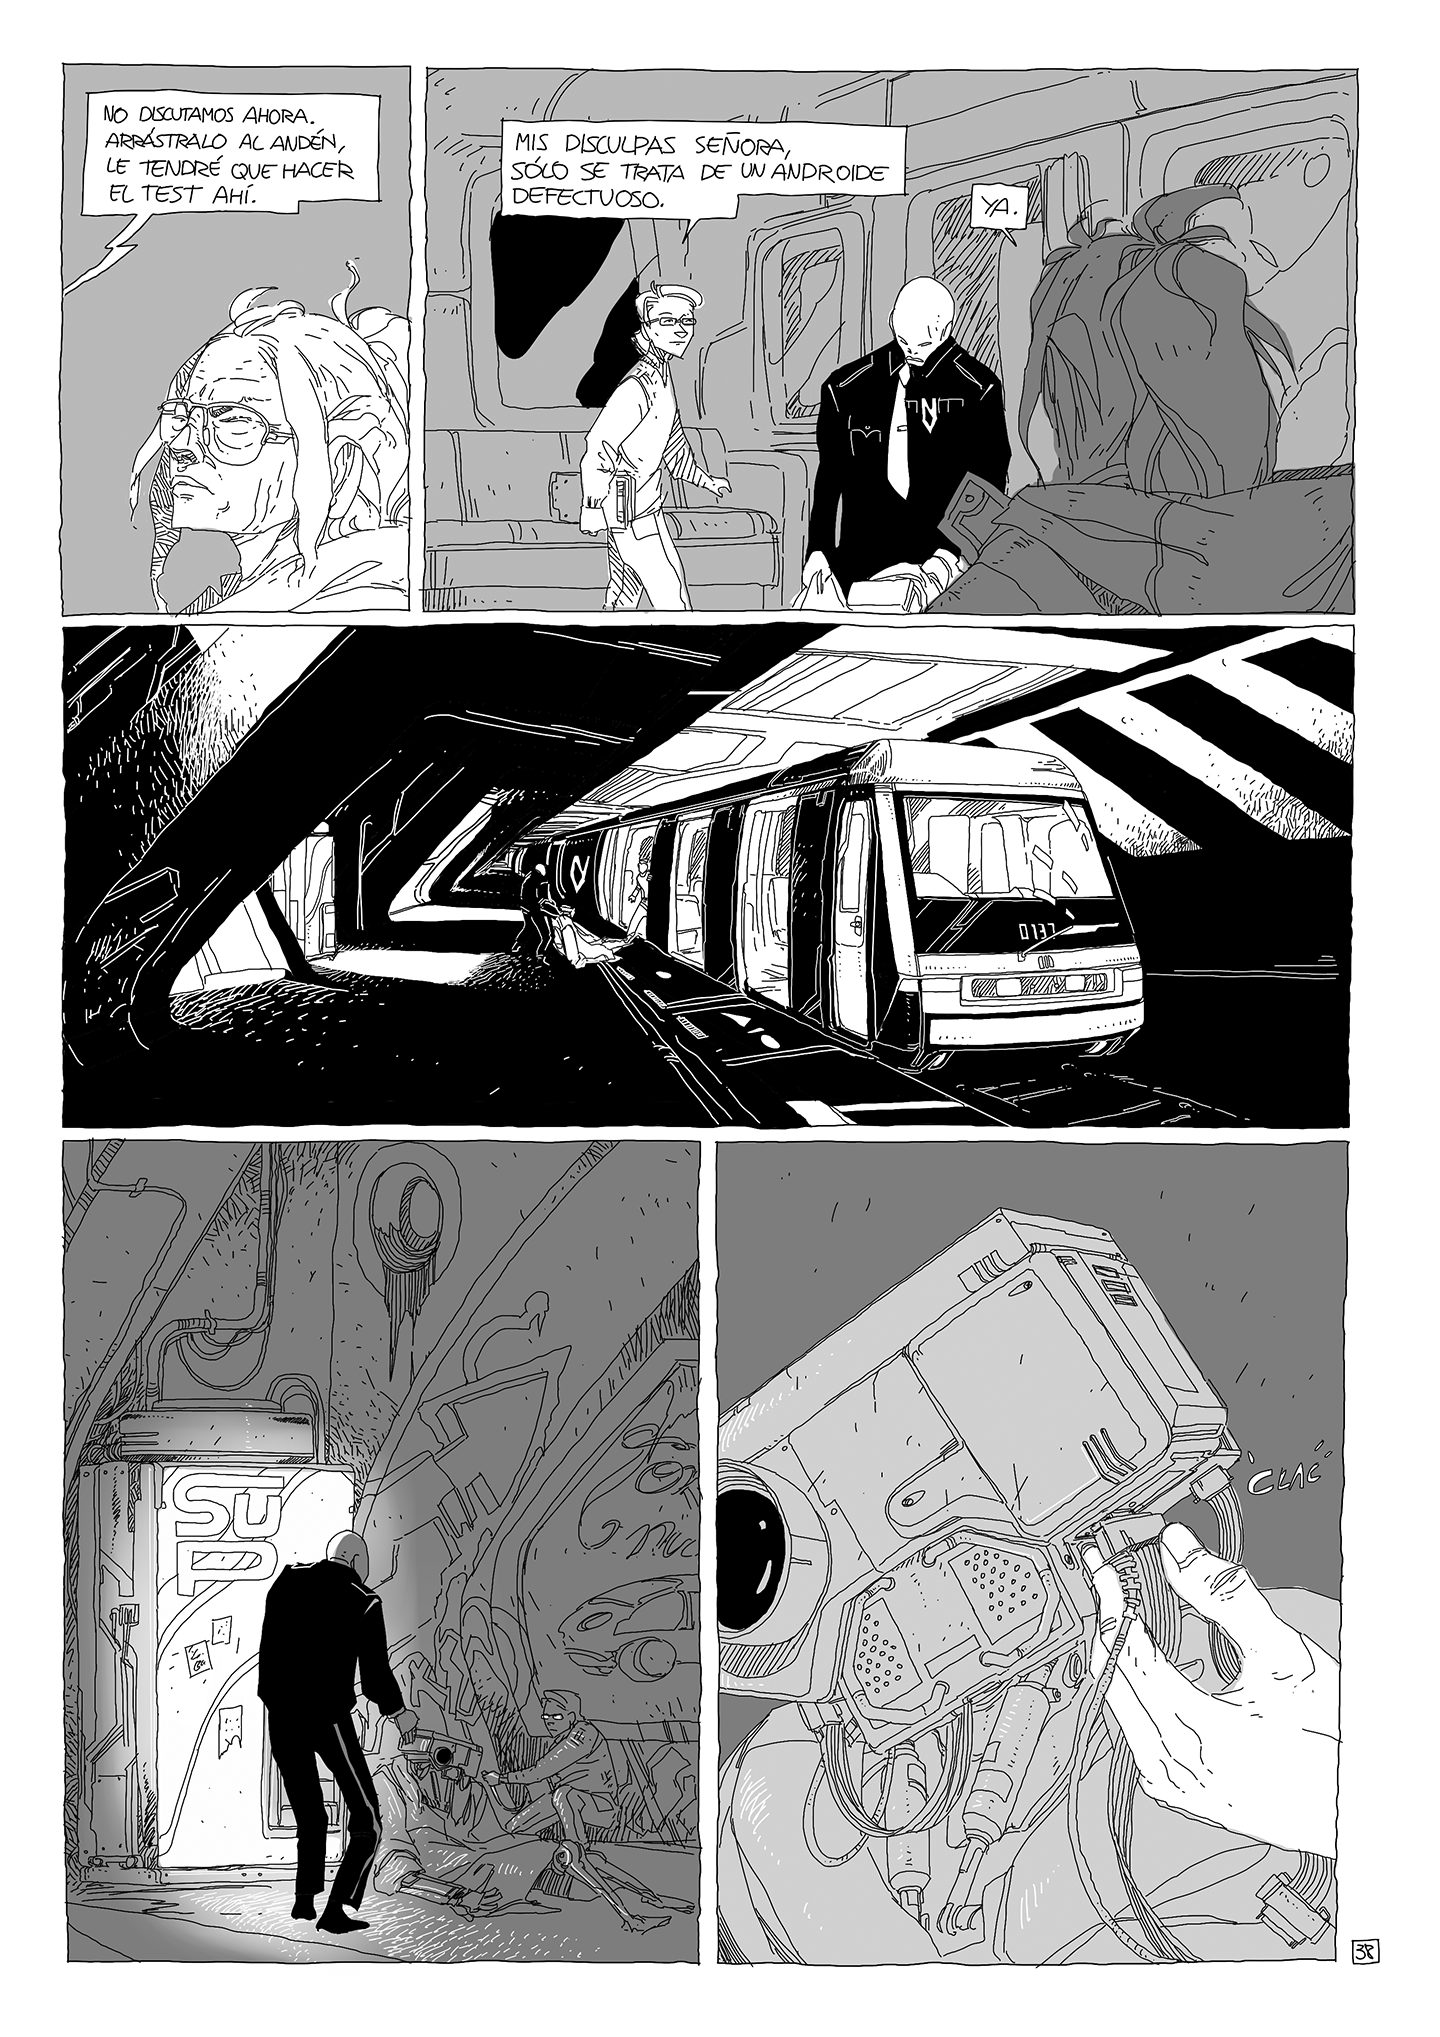 NO DISCUTAMOS AHORA.
ARRÁSTRALO AL ANDÉN,
LE TENDRÉ QUE HACER
EL TEST AHÍ.
MIS DISCULPAS SEÑORA,
SÓLO SE TRATA DE UN ANDROIDE
DEFECTUOSO.
YA.
N
0137
SU
P
"CLAC"
38